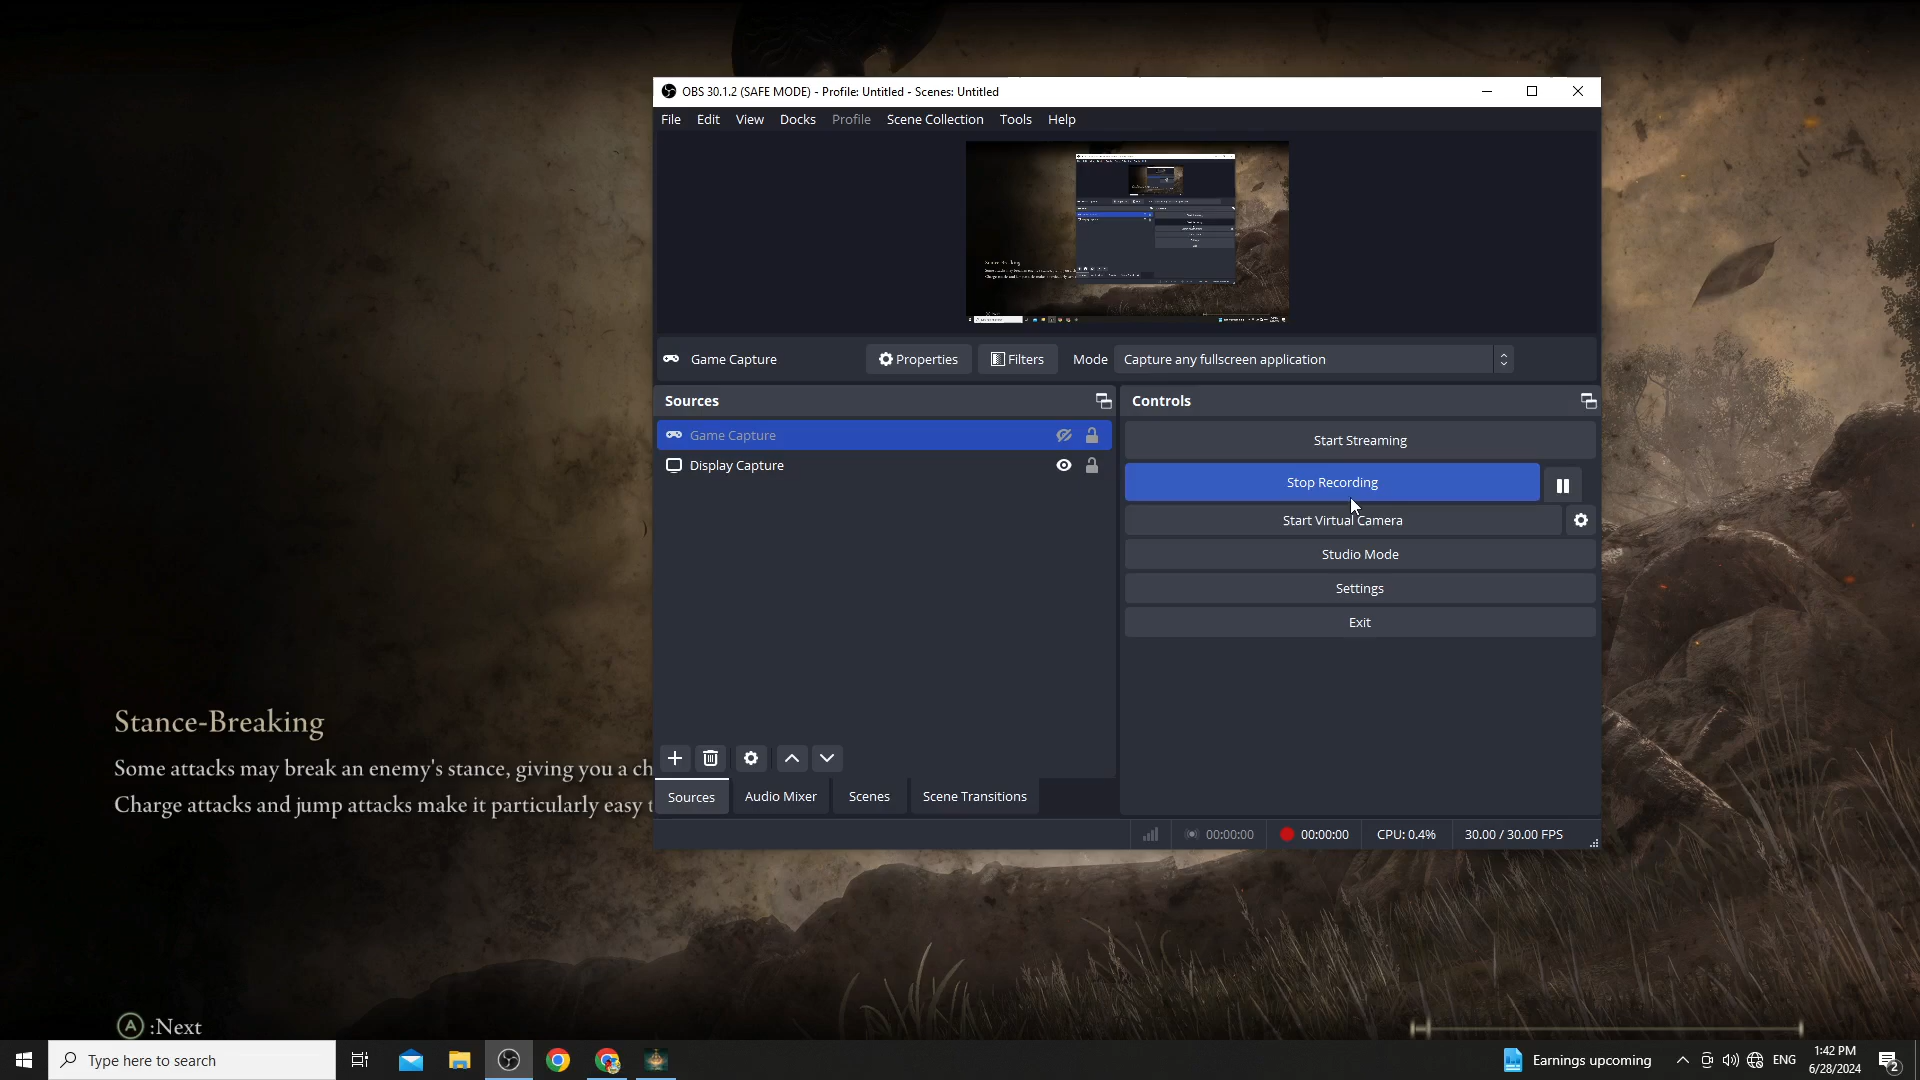 OBS 30.1.2 (SAFE MODE) - Profile: Untitled - Scenes: Untitled
File Edit View Docks Profile Scene Collection Tools Help
Game Capture Properties Filters Mode Capture any fullscreen application
Sources
Controls
Game Capture
Display Capture
Start Streaming
Stop Recording
Start Virtual Camera
Studio Mode
Settings
Exit
Sources Audio Mixer Scenes Scene Transitions
00:00:00 00:00:00 CPU: 0.4% 30.00 / 30.00 FPS
Stance-Breaking
Some attacks may break an enemy's stance, giving you a
Charge attacks and jump attacks make it particularly easy
A :Next
Type here to search
Earnings upcoming
ENG
1:42 PM
6/28/2024
2